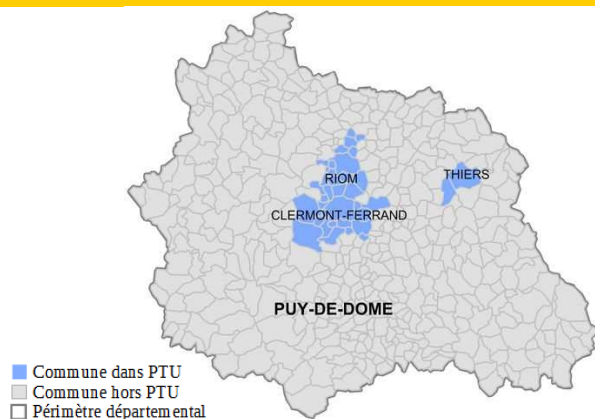 RIOM
THIERS
CLERMONT-FERRAND
PUY-DE-DOME
Commune dans PTU
Commune hors PTU
Périmètre départemental